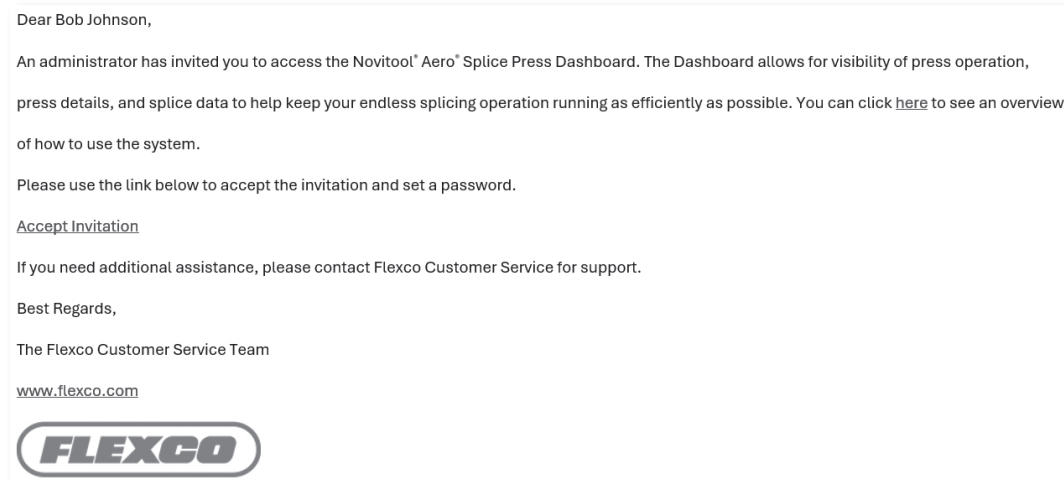 Dear Bob Johnson,
An administrator has invited you to access the Novitool® Aero® Splice Press Dashboard. The Dashboard allows for visibility of press operation,
press details, and splice data to help keep your endless splicing operation running as efficiently as possible. You can click here to see an overview
of how to use the system.
Please use the link below to accept the invitation and set a password.
Accept Invitation
If you need additional assistance, please contact Flexco Customer Service for support.
Best Regards,
The Flexco Customer Service Team
www.flexco.com
FLEXCO